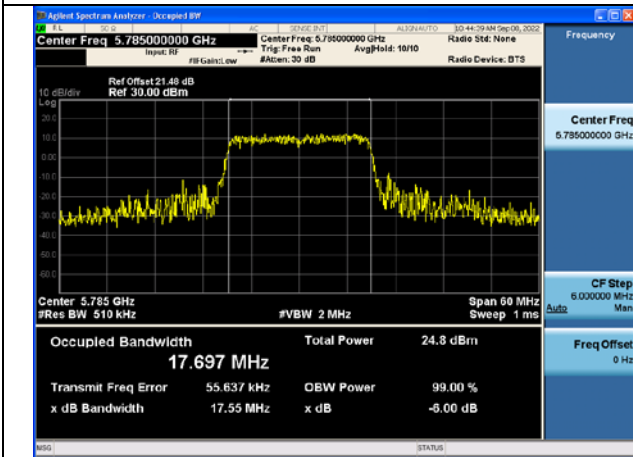 Agilent Spectrum Analyzer - Occupied BW
RL 50 Ω AC SENSE:INT ALIGNAUTO 10:44:39 AM Sep 08, 2022
Center Freq 5.785000000 GHz
Center Freq: 5.785000000 GHz
Radio Std: None
Input: RF
Trig: Free Run Avg|Hold: 10/10
#IFGain:Low
#Atten: 30 dB
Radio Device: BTS
Ref Offset 21.48 dB
10 dB/div Ref 30.00 dBm
Log
20.0
10.0
0.00
-10.0
-20.0
-30.0
-40.0
-50.0
-60.0
Center 5.785 GHz
Span 60 MHz
#Res BW 510 kHz
#VBW 2 MHz
Sweep 1 ms
Occupied Bandwidth
17.697 MHz
Total Power 24.8 dBm
Transmit Freq Error 55.637 kHz
OBW Power 99.00 %
x dB Bandwidth 17.55 MHz
x dB -6.00 dB
MSG
STATUS
Frequency
Center Freq
5.785000000 GHz
CF Step
6.000000 MHz
Auto Man
Freq Offset
0 Hz